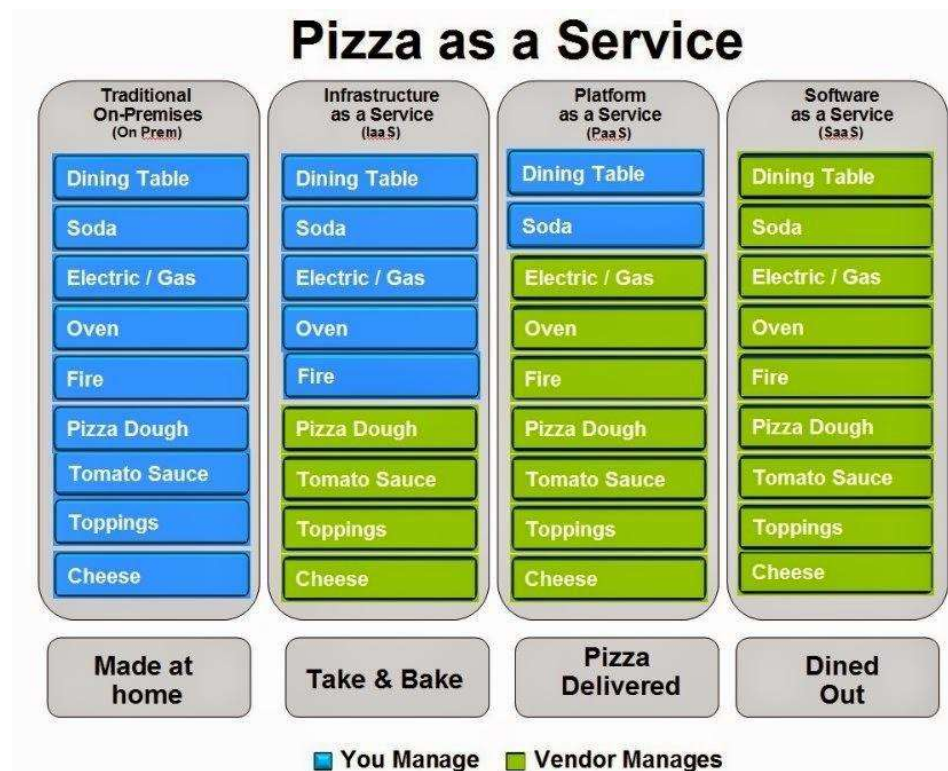 Pizza as a Service
Traditional
On-Premises
(On Prem)
Dining Table
Soda
Electric / Gas
Oven
Fire
Pizza Dough
Tomato Sauce
Toppings
Cheese
Made at
home
Infrastructure
as a Service
(IaaS)
Dining Table
Soda
Electric / Gas
Oven
Fire
Pizza Dough
Tomato Sauce
Toppings
Cheese
Take & Bake
Platform
as a Service
(PaaS)
Dining Table
Soda
Electric / Gas
Oven
Fire
Pizza Dough
Tomato Sauce
Toppings
Cheese
Pizza
Delivered
Software
as a Service
(SaaS)
Dining Table
Soda
Electric / Gas
Oven
Fire
Pizza Dough
Tomato Sauce
Toppings
Cheese
Dined
Out
You Manage
Vendor Manages